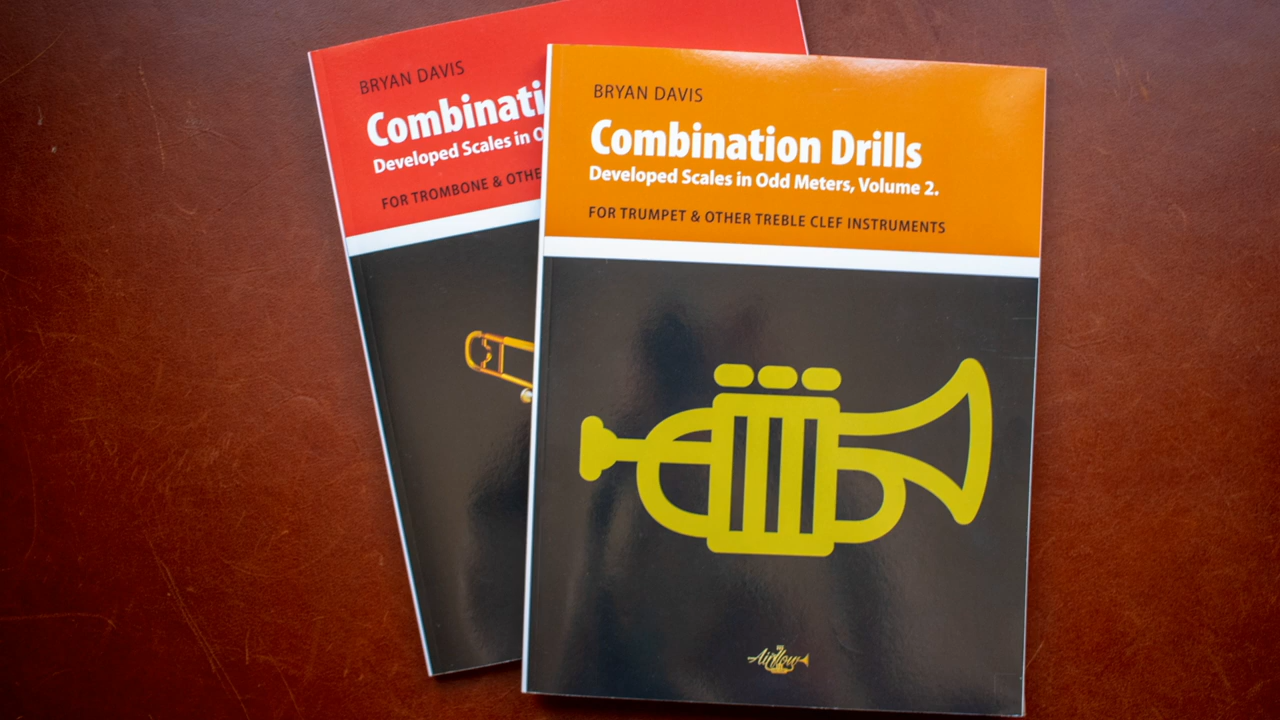 BRYAN DAVIS
Combinati
Developed Scales in O
FOR TROMBONE & OTHE
BRYAN DAVIS
Combination Drills
Developed Scales in Odd Meters, Volume 2.
FOR TRUMPET & OTHER TREBLE CLEF INSTRUMENTS
Airflow